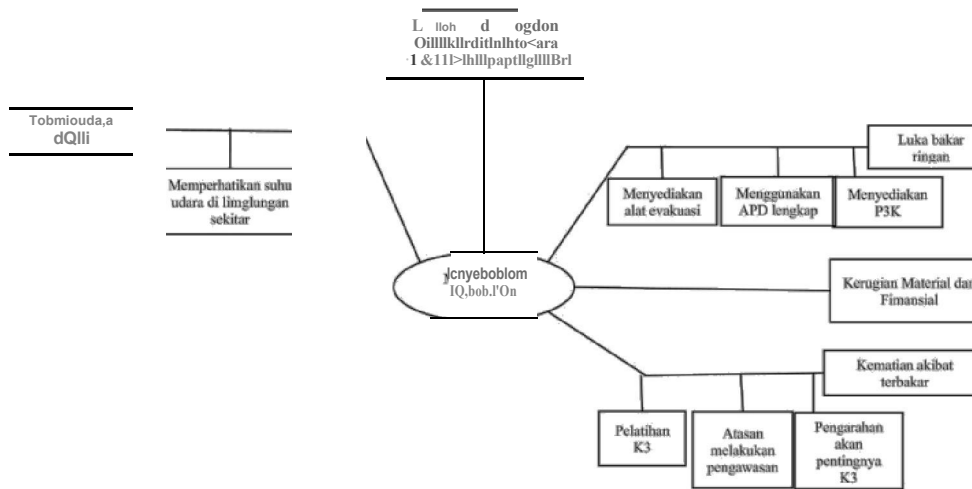 Memperhatikan suhu
udara di limglungan
sekitar
Luka bakar
ringan
Menyediakan
alat evakuasi
Menggunakan
APD lengkap
Menyediakan
P3K
Kerugian Material dan
Fimansial
Kematian akibat
terbakar
Pelatihan
K3
Atasan
melakukan
pengawasan
Pengarahan
akan
pentingnya
K3